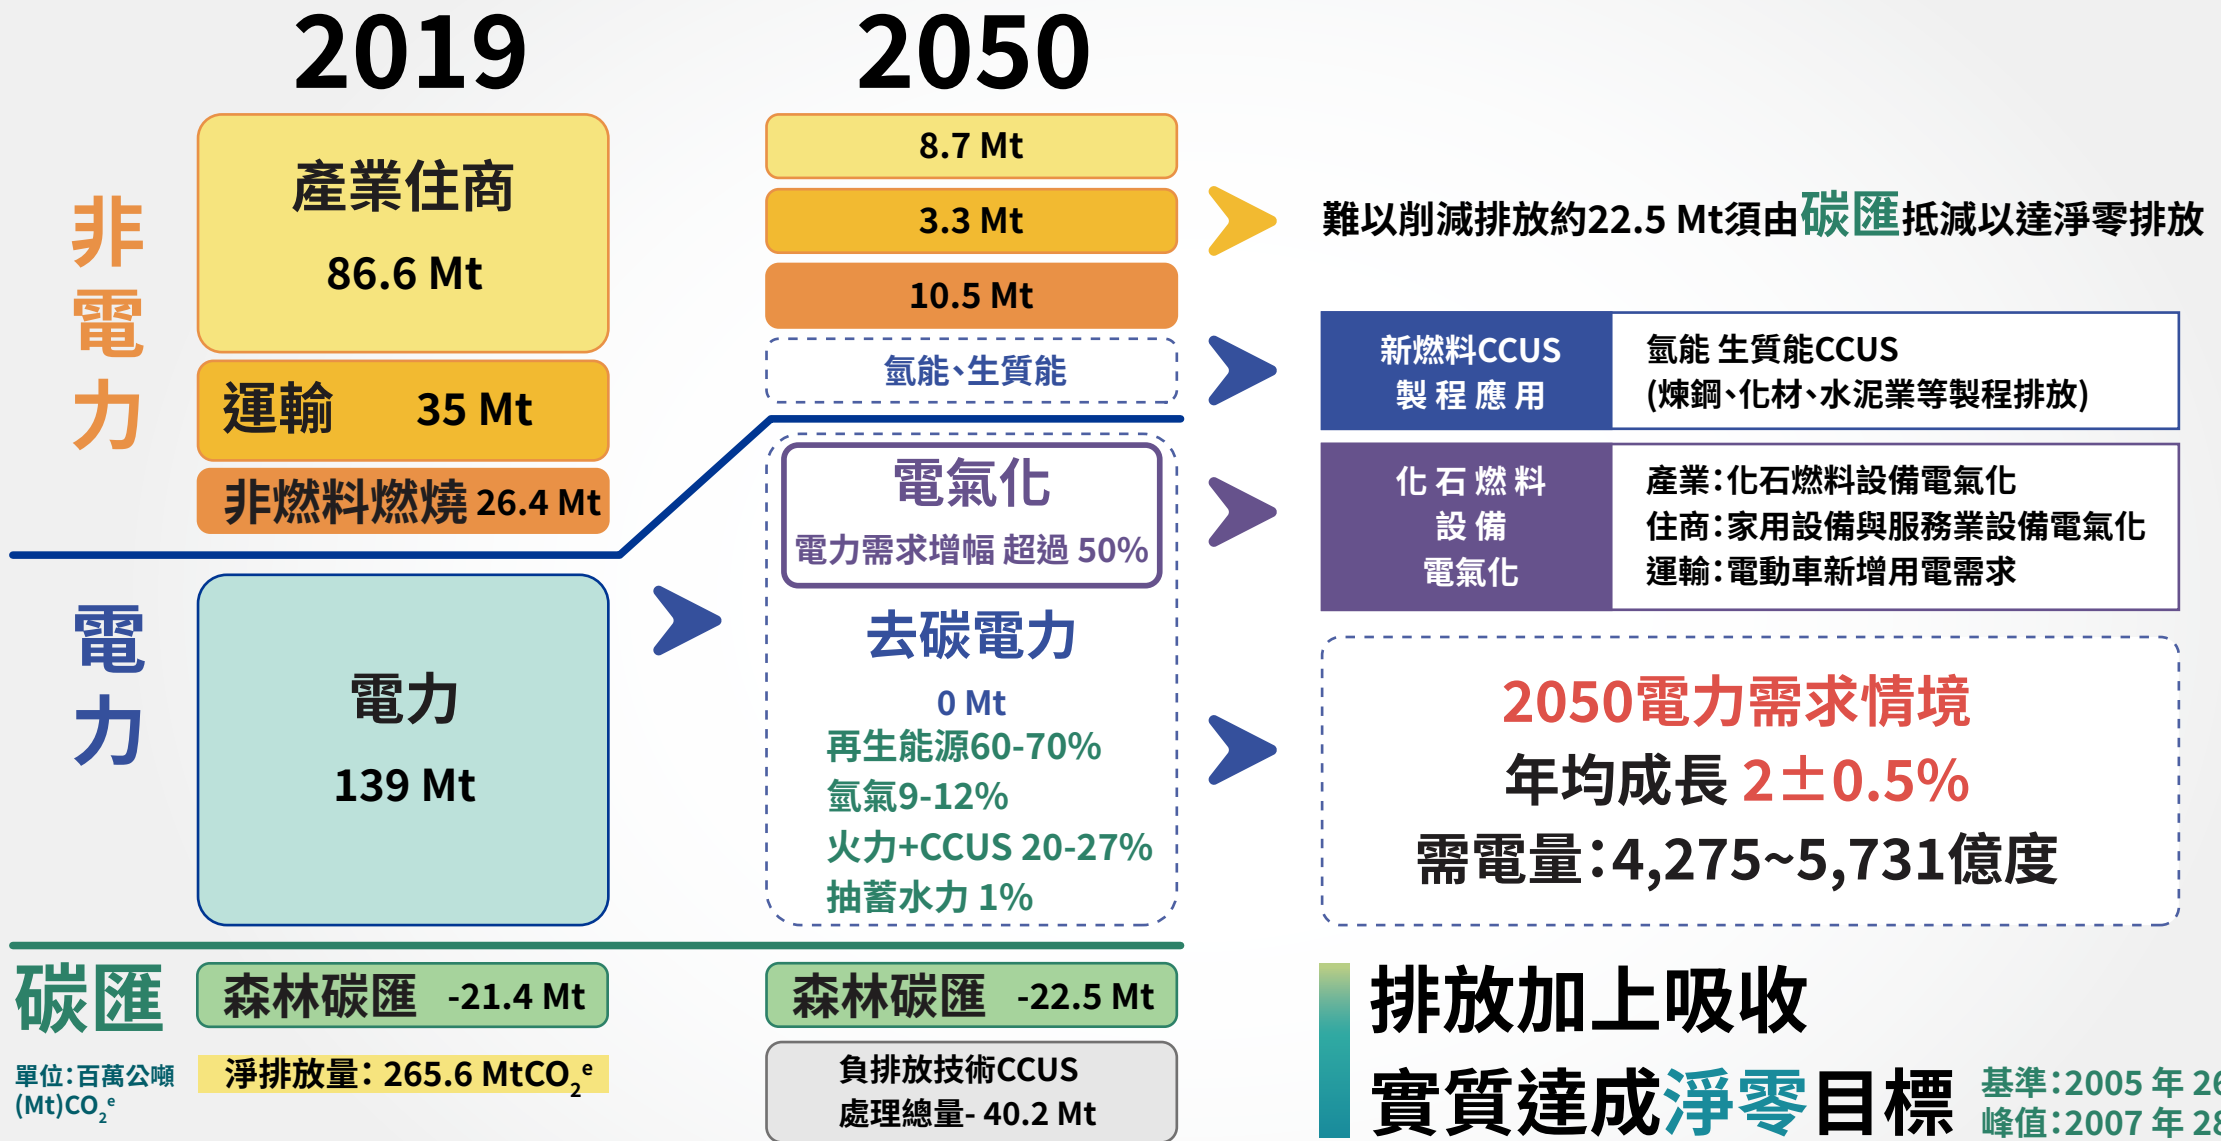 2019
2050
非電力
產業住商
86.6 Mt
運輸 35 Mt
非燃料燃燒 26.4 Mt
8.7 Mt
3.3 Mt
10.5 Mt
氫能、生質能
難以削減排放約22.5 Mt須由碳匯抵減以達淨零排放
新燃料CCUS
製程應用
氫能 生質能CCUS
(煉鋼、化材、水泥業等製程排放)
電力
電力
139 Mt
電氣化
電力需求增幅 超過 50%
去碳電力
0 Mt
再生能源60-70%
氫氣9-12%
火力+CCUS 20-27%
抽蓄水力 1%
化石燃料
設備
電氣化
產業：化石燃料設備電氣化
住商：家用設備與服務業設備電氣化
運輸：電動車新增用電需求
2050電力需求情境
年均成長 2±0.5%
需電量：4,275~5,731億度
碳匯
單位：百萬公噸
(Mt)CO₂ᵉ
森林碳匯 -21.4 Mt
淨排放量： 265.6 MtCO₂ᵉ
森林碳匯 -22.5 Mt
負排放技術CCUS
處理總量- 40.2 Mt
排放加上吸收
實質達成淨零目標
基準：2005 年
峰值：2007 年